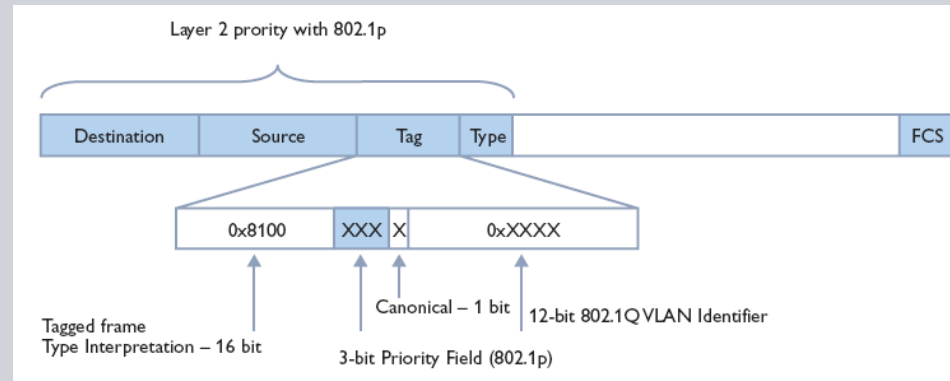 Layer 2 prority with 802.1p
Destination Source Tag Type FCS
0x8100 XXX X 0xXXXX
Canonical – 1 bit
12-bit 802.1Q VLAN Identifier
Tagged frame
Type Interpretation – 16 bit
3-bit Priority Field (802.1p)